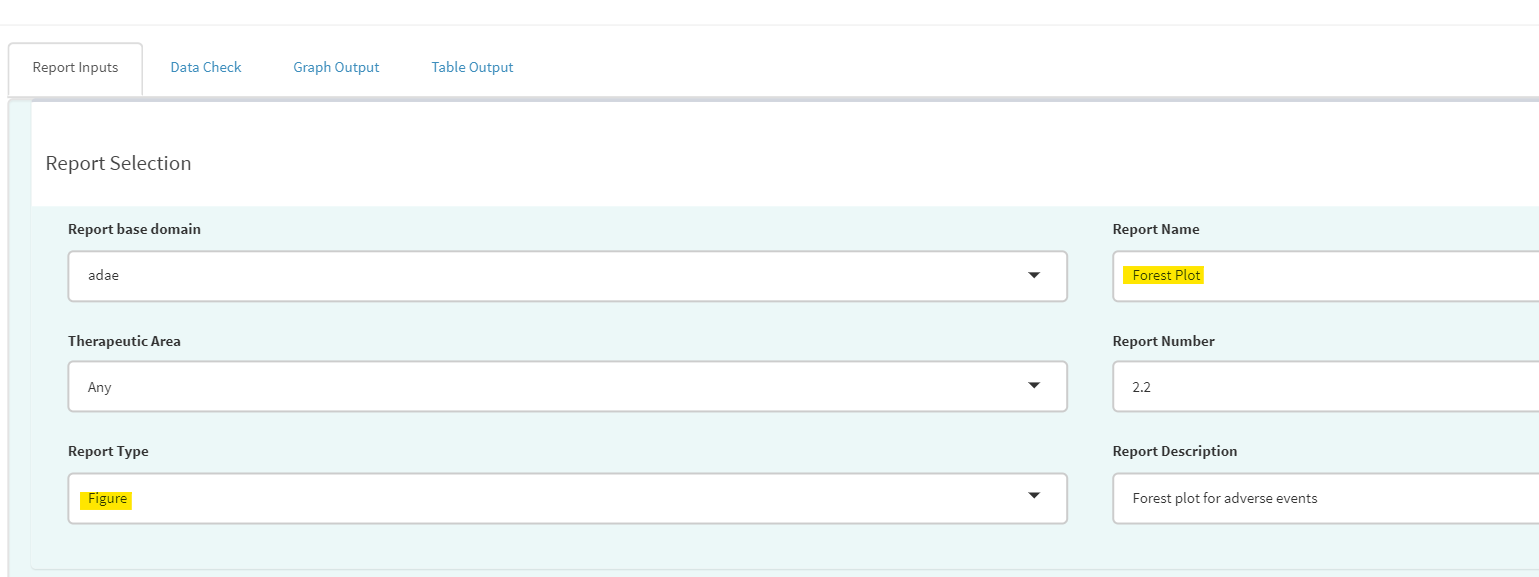 Report Inputs
Data Check
Graph Output
Table Output
Report Selection
Report base domain
adae
Report Name
Forest Plot
Therapeutic Area
Any
Report Number
2.2
Report Type
Figure
Report Description
Forest plot for adverse events